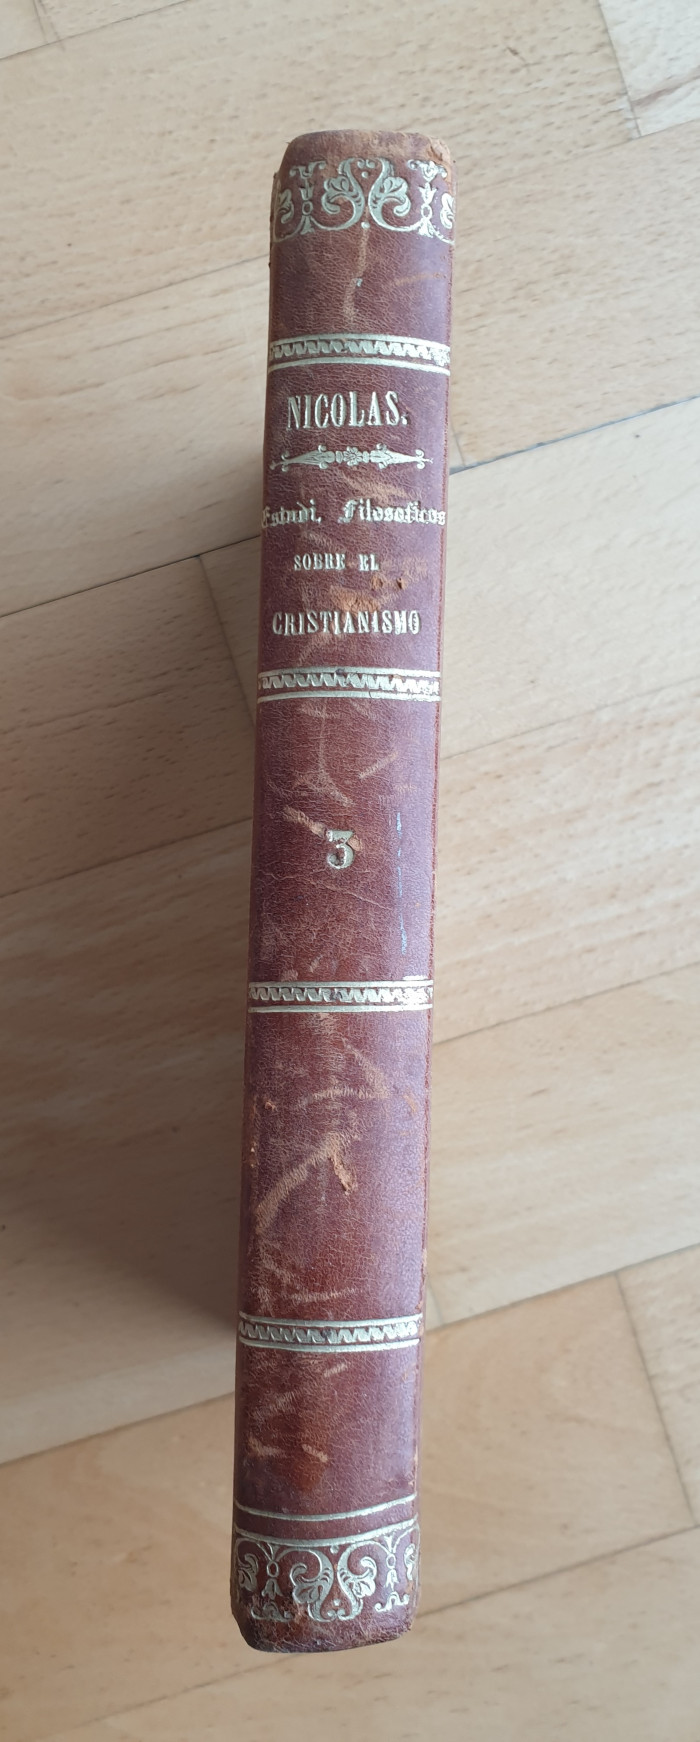 NICOLAS.
Estudi. Filosoficos
SOBRE EL
CRISTIANISMO
3